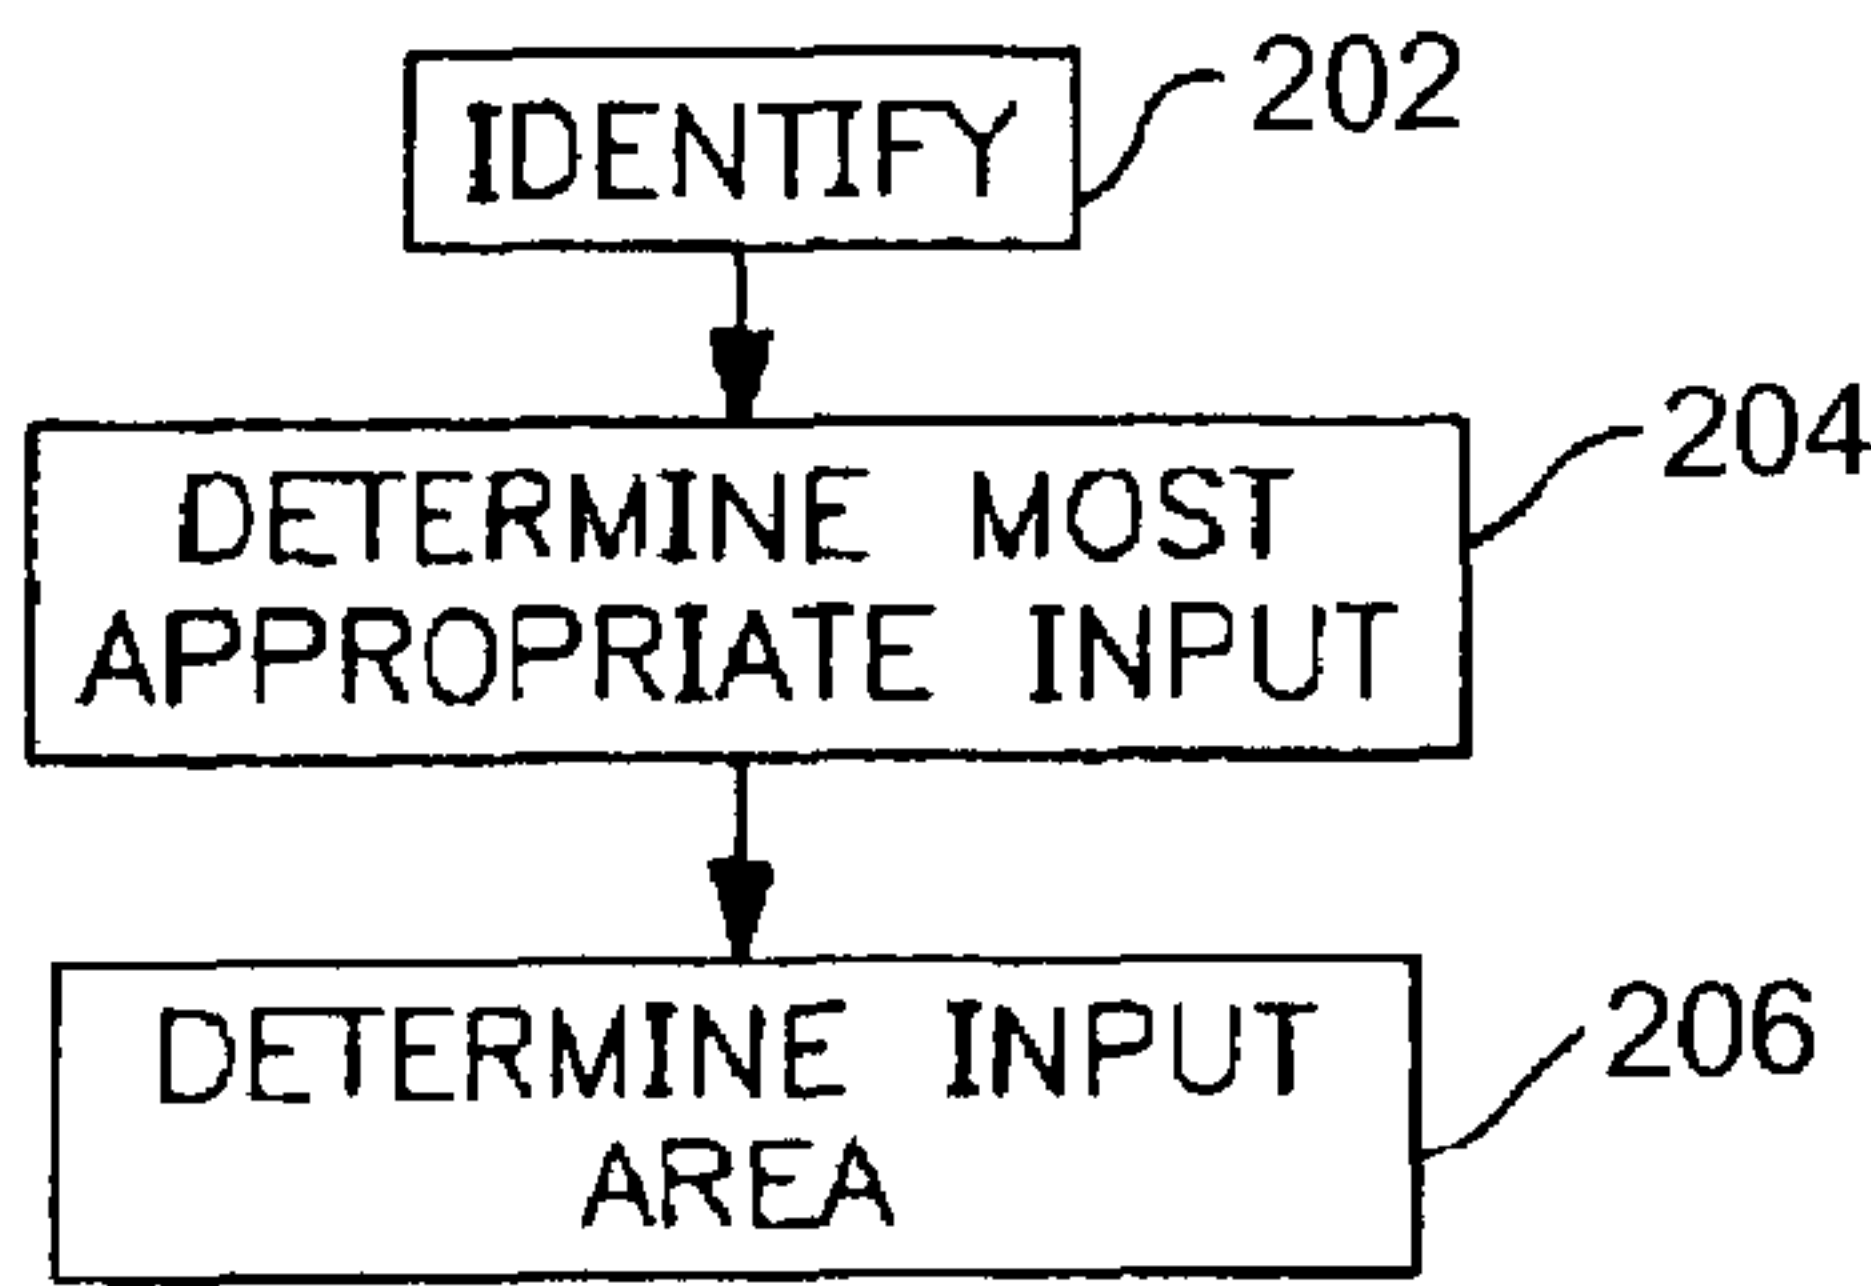 IDENTIFY
202
DETERMINE MOST
APPROPRIATE INPUT
204
DETERMINE INPUT
AREA
206